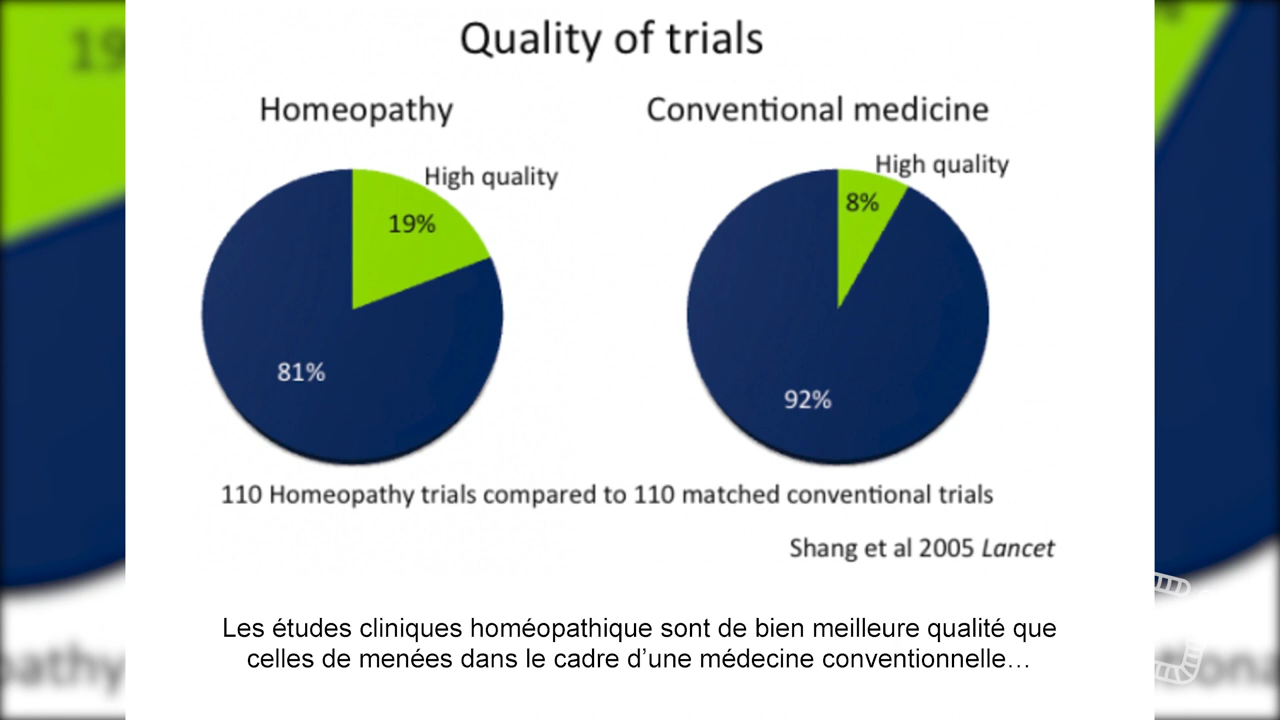 Quality of trials
Homeopathy
Conventional medicine
High quality
High quality
19%
8%
81%
92%
110 Homeopathy trials compared to 110 matched conventional trials
Shang et al 2005 Lancet
Les études cliniques homéopathique sont de bien meilleure qualité que
celles de menées dans le cadre d’une médecine conventionnelle…